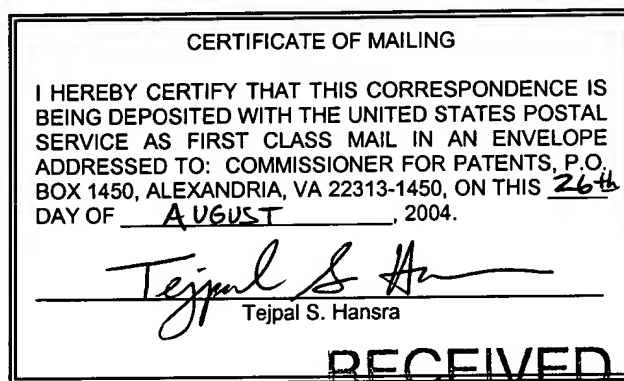 CERTIFICATE OF MAILING
I HEREBY CERTIFY THAT THIS CORRESPONDENCE IS
BEING DEPOSITED WITH THE UNITED STATES POSTAL
SERVICE AS FIRST CLASS MAIL IN AN ENVELOPE
ADDRESSED TO: COMMISSIONER FOR PATENTS, P.O.
BOX 1450, ALEXANDRIA, VA 22313-1450, ON THIS 26th
DAY OF AUGUST, 2004.
Tejpal S Han
Tejpal S. Hansra
RECEIVED